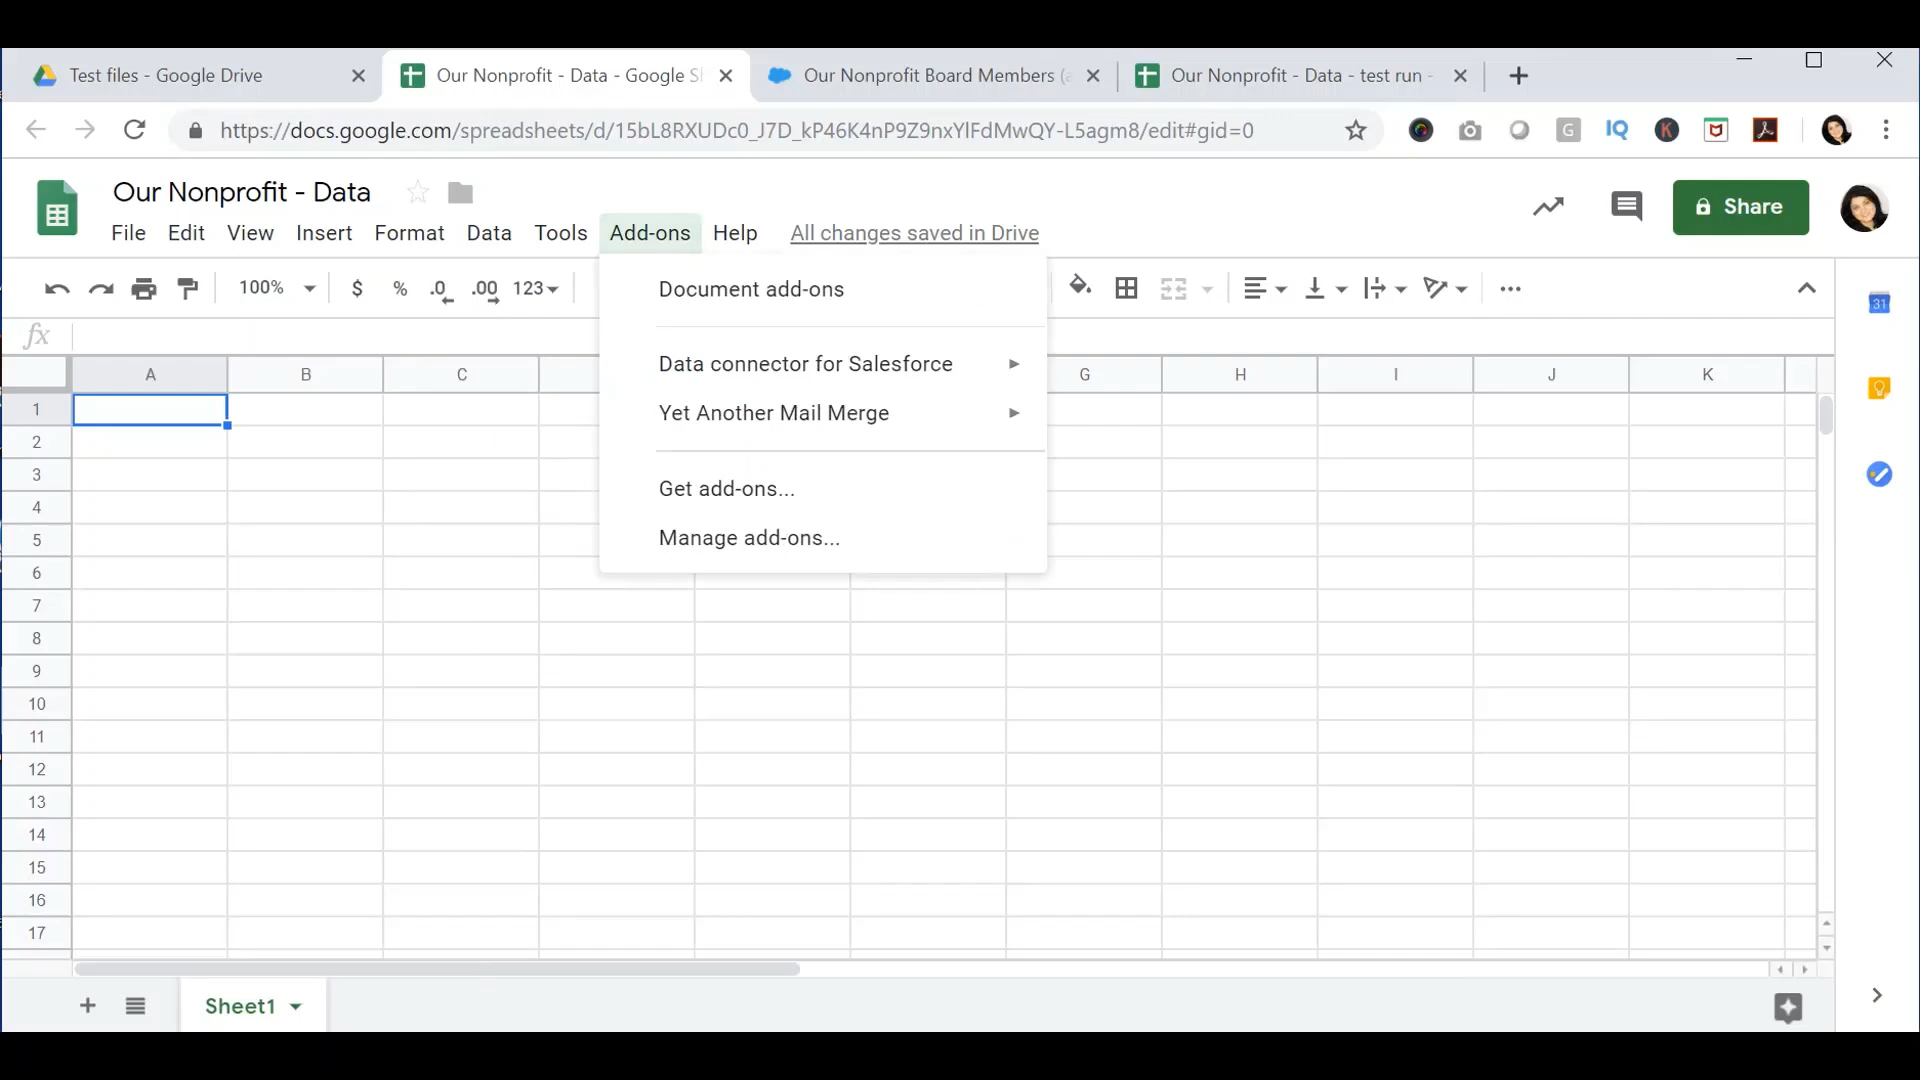 Test files - Google Drive
Our Nonprofit - Data - Google S
Our Nonprofit Board Members (
Our Nonprofit - Data - test run -
https://docs.google.com/spreadsheets/d/15bL8RXUDc0_J7D_kP46K4nP9Z9nxYlFdMwQY-L5agm8/edit#gid=0
G
IQ
K
Our Nonprofit - Data
Share
File Edit View Insert Format Data Tools Add-ons Help All changes saved in Drive
100% $ % .0 .00 123
31
Document add-ons
fx
Data connector for Salesforce
A B C G H I J K
Yet Another Mail Merge
Get add-ons...
Manage add-ons...
1
2
3
4
5
6
7
8
9
10
11
12
13
14
15
16
17
Sheet1